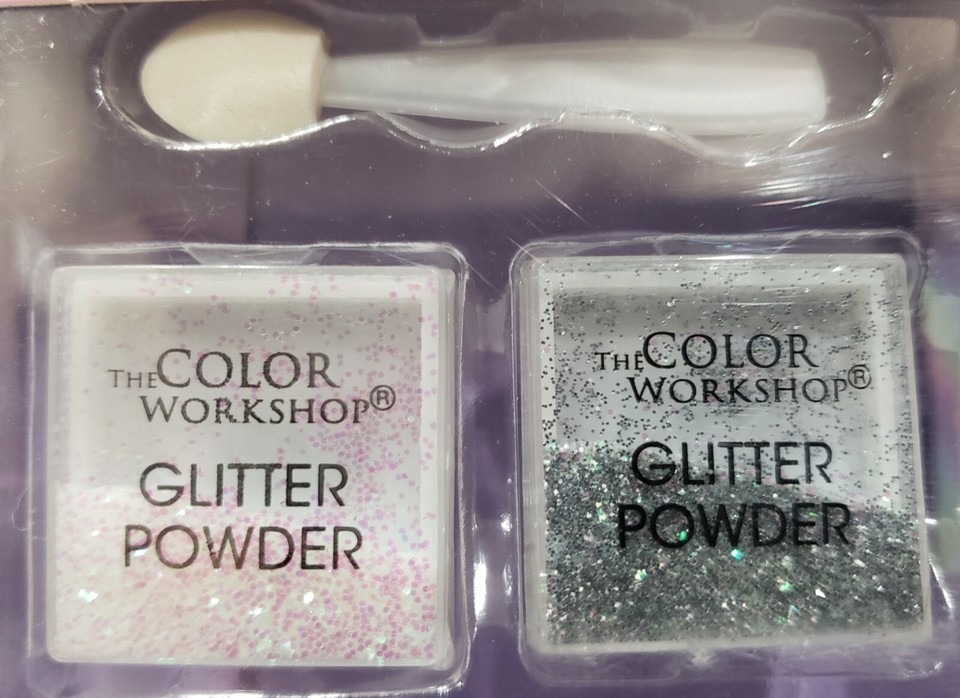 THE COLOR
WORKSHOP®
GLITTER
POWDER
THE COLOR
WORKSHOP®
GLITTER
POWDER